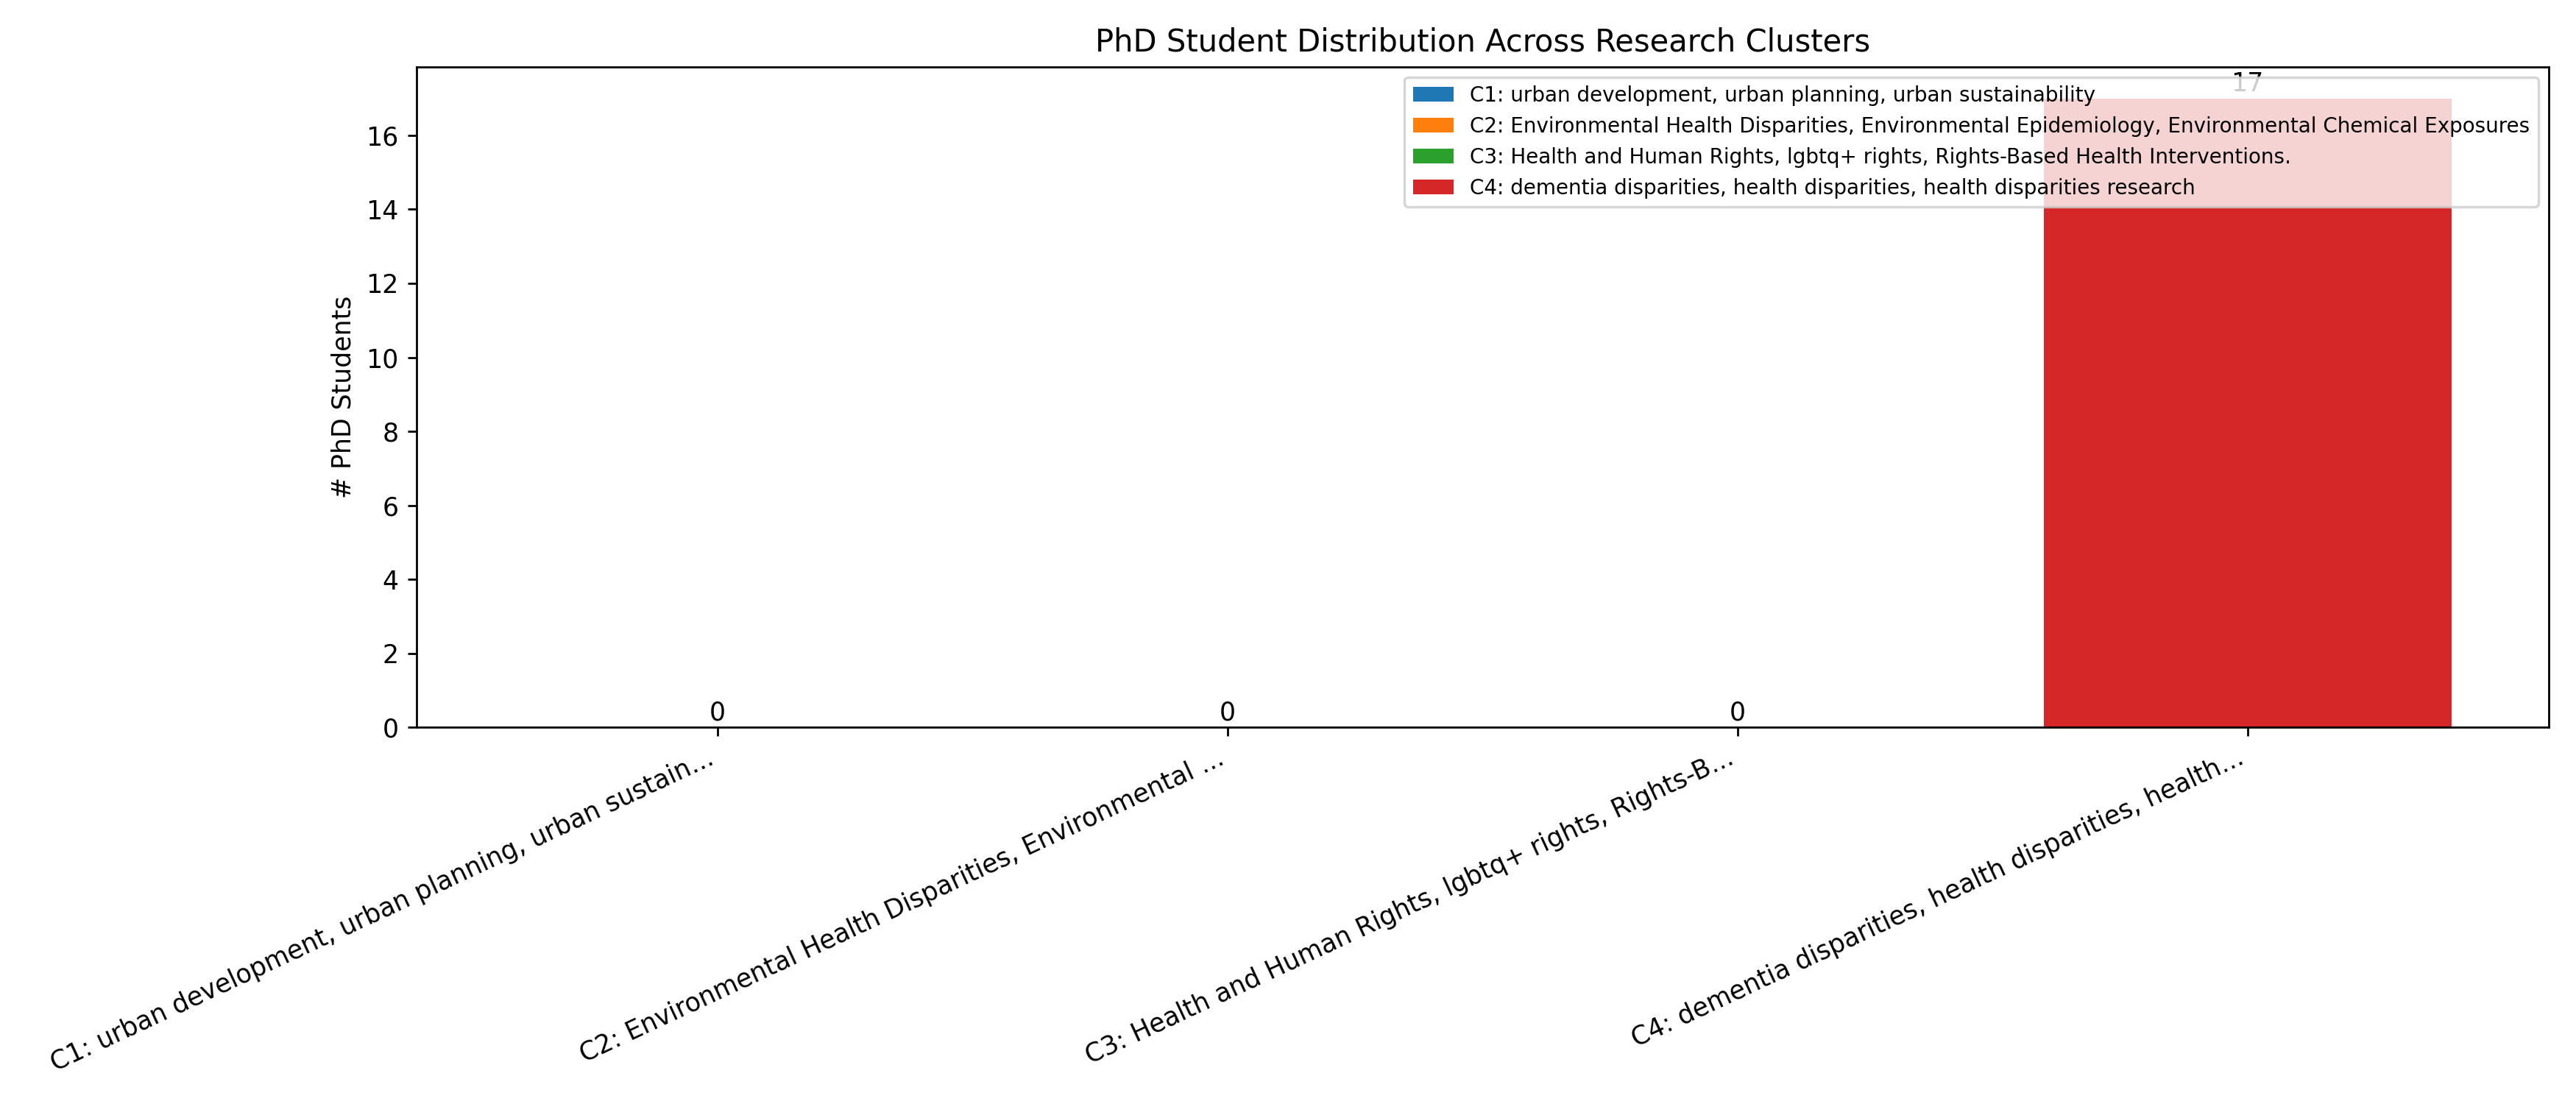 PhD Student Distribution Across Research Clusters
17
C1: urban development, urban planning, urban sustainability
C2: Environmental Health Disparities, Environmental Epidemiology, Environmental Chemical Exposures
C3: Health and Human Rights, lgbtq+ rights, Rights-Based Health Interventions.
C4: dementia disparities, health disparities, health disparities research
# PhD Students
16
14
12
10
8
6
4
2
0
0
0
0
C1: urban development, urban planning, urban sustain...
C2: Environmental Health Disparities, Environmental ...
C3: Health and Human Rights, lgbtq+ rights, Rights-B...
C4: dementia disparities, health disparities, health...